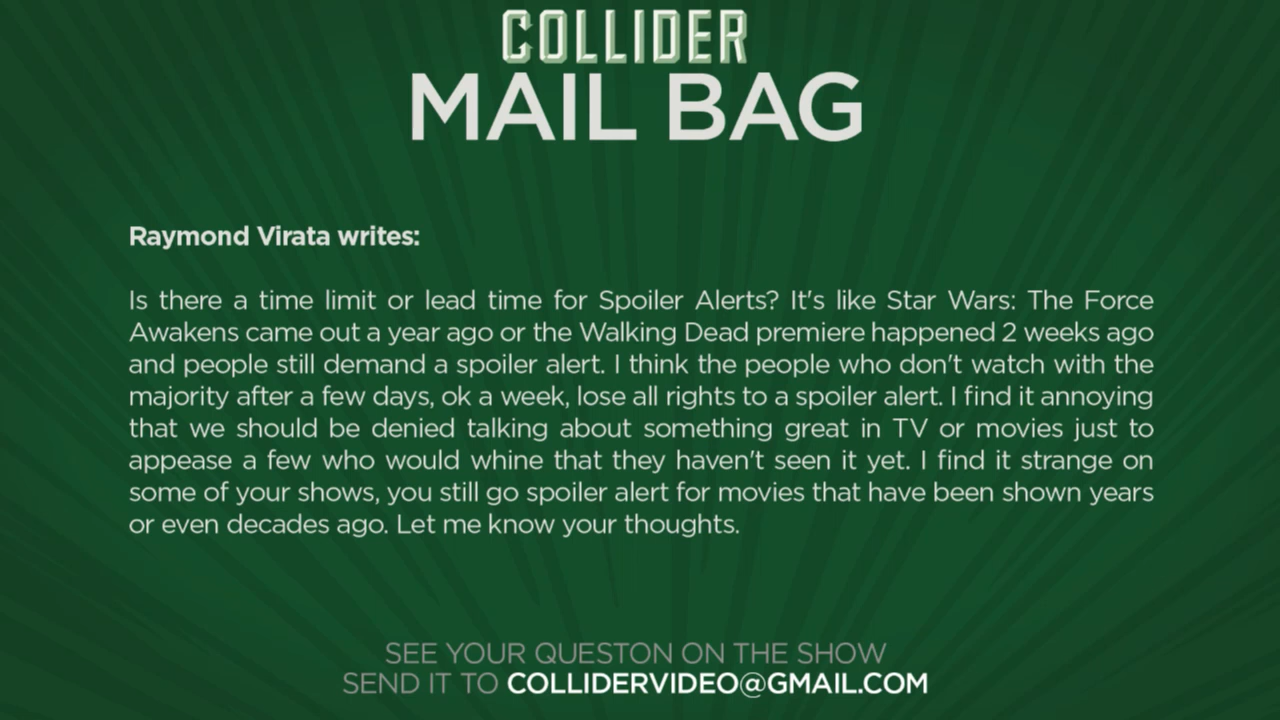 COLLIDER
MAIL BAG
Raymond Virata writes:
Is there a time limit or lead time for Spoiler Alerts? It's like Star Wars: The Force
Awakens came out a year ago or the Walking Dead premiere happened 2 weeks ago
and people still demand a spoiler alert. I think the people who don't watch with the
majority after a few days, ok a week, lose all rights to a spoiler alert. I find it annoying
that we should be denied talking about something great in TV or movies just to
appease a few who would whine that they haven't seen it yet. I find it strange on
some of your shows, you still go spoiler alert for movies that have been shown years
or even decades ago. Let me know your thoughts.
SEE YOUR QUESTON ON THE SHOW
SEND IT TO COLLIDERVIDEO@GMAIL.COM